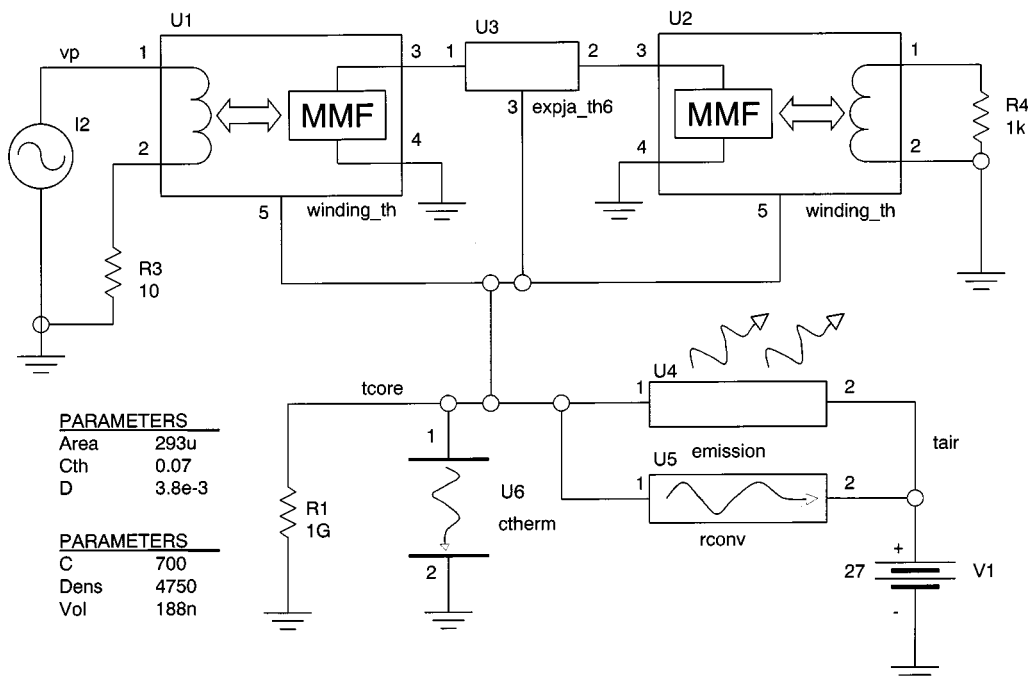 U1
U3
U2
vp
1
3
1
2
3
1
I2
MMF
3
expja_th6
MMF
R4
1k
2
4
4
2
5
winding_th
5
winding_th
R3
10
tcore
1
U4
2
PARAMETERS
Area 293u
Cth 0.07
D 3.8e-3
1
emission
tair
U5
1
2
R1
1G
U6
ctherm
rconv
PARAMETERS
C 700
Dens 4750
Vol 188n
2
+
27
V1
-